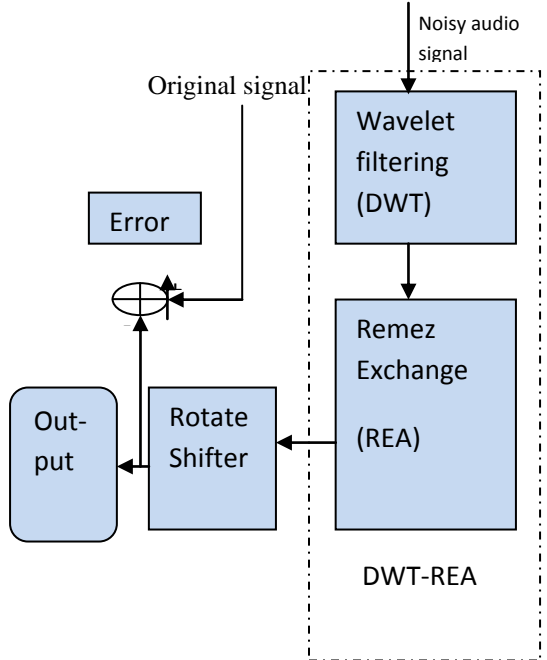 Noisy audio
signal
Original signal
Wavelet
filtering
(DWT)
Error
Remez
Exchange
(REA)
Rotate
Shifter
Out-
put
DWT-REA